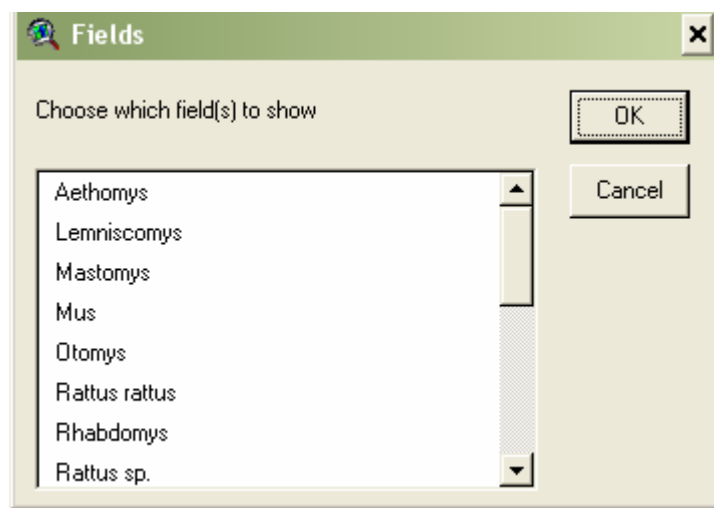 Fields
Choose which field(s) to show
OK
Cancel
Aethomys
Lemniscomys
Mastomys
Mus
Otomys
Rattus rattus
Rhabdomys
Rattus sp.